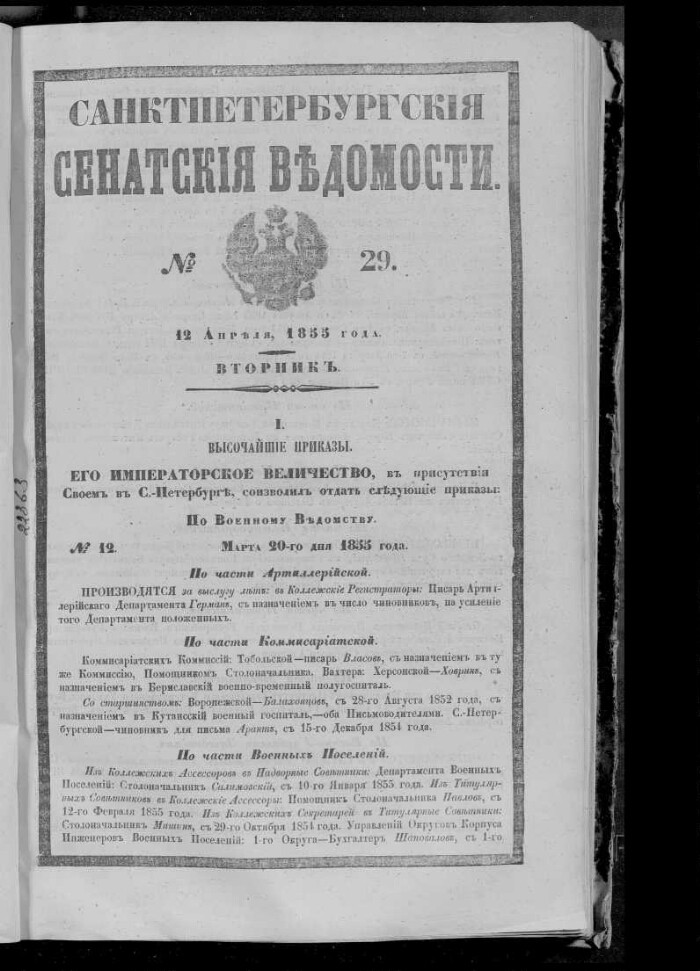 САНКТПЕТЕРБУРГСКІЯ
СЕНАТСКІЯ ВѢДОМОСТИ.
№ 29.
12 Апрѣля, 1855 года.
ВТОРНИКЪ.
I.
ВЫСОЧАЙШІЕ ПРИКАЗЫ.
ЕГО ИМПЕРАТОРСКОЕ ВЕЛИЧЕСТВО, въ присутствія
Своемъ въ С.-Петербургѣ, соизволилъ отдать слѣдующіе приказы:
По Военному Вѣдомству.
№ 12. Марта 20-го дня 1855 года.
По части Артиллерійской.
ПРОИЗВОДЯТСЯ за выслугу лѣтъ: въ Коллежскіе Регистраторы: Писарь Арти-
лерійскаго Департамента Германъ, съ назначеніемъ въ число чиновниковъ, на усиленіе
того Департамента положенныхъ.
По части Коммисаріатской.
Коммисаріатскихъ Коммиссій: Тобольской—писарь Власовъ, съ назначеніемъ въ ту
же Коммиссію, Помощникомъ Столоначальника. Вахтера: Херсонской—Ховринъ, съ
назначеніемъ въ Бериславскій военно-временный полугоспиталь.
Со старшинствомъ: Воронежской—Балаховцовъ, съ 28-го Августа 1852 года, съ
назначеніемъ въ Кутаисскій военный госпиталь,—оба Письмоводителями. С.-Петер-
бургской—чиновникъ для письма Арантъ, съ 15-го Декабря 1854 года.
По части Военныхъ Поселеній.
Изъ Коллежскихъ Ассессоровъ въ Надворные Совѣтники: Департамента Военныхъ
Поселеній: Столоначальникъ Салимовскій, съ 10-го Января 1855 года. Изъ Титуляр-
ныхъ Совѣтниковъ въ Коллежскіе Ассессоры: Помощникъ Столоначальника Павловъ, съ
12-го Февраля 1855 года. Изъ Коллежскихъ Секретарей въ Титулярные Совѣтники:
Столоначальникъ Мяткинъ, съ 29-го Октября 1854 года. Управленій Округовъ Корпуса
Инженеровъ Военныхъ Поселеній: 1-го Округа—Бухгалтеръ Шаповаловъ, съ 1-го